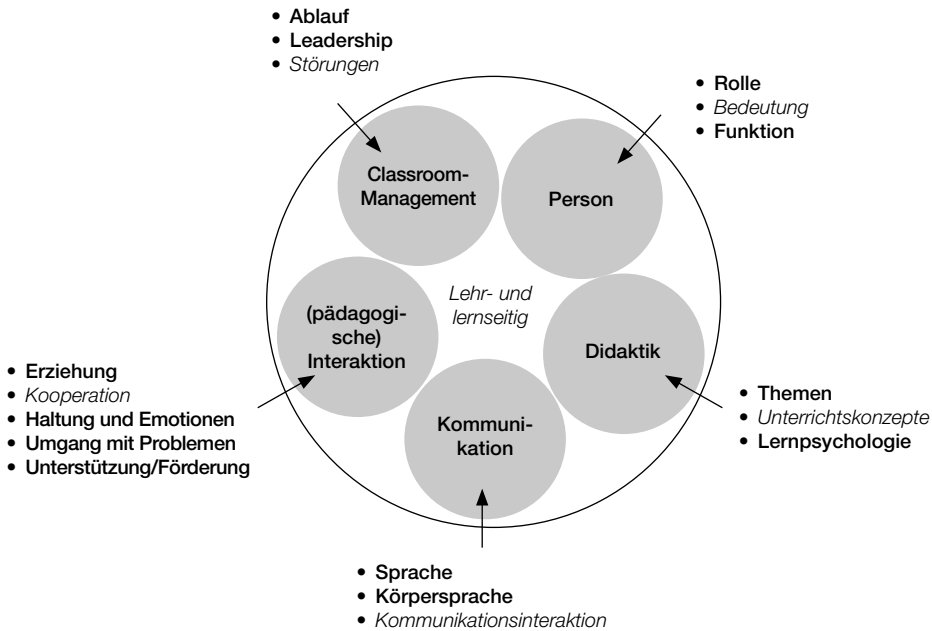 • Ablauf
• Leadership
• Störungen
• Rolle
• Bedeutung
• Funktion
Classroom-
Management
Person
Lehr- und
lernseitig
(pädagogi-
sche)
Interaktion
Didaktik
• Erziehung
• Kooperation
• Haltung und Emotionen
• Umgang mit Problemen
• Unterstützung/Förderung
• Themen
• Unterrichtskonzepte
• Lernpsychologie
Kommuni-
kation
• Sprache
• Körpersprache
• Kommunikationsinteraktion